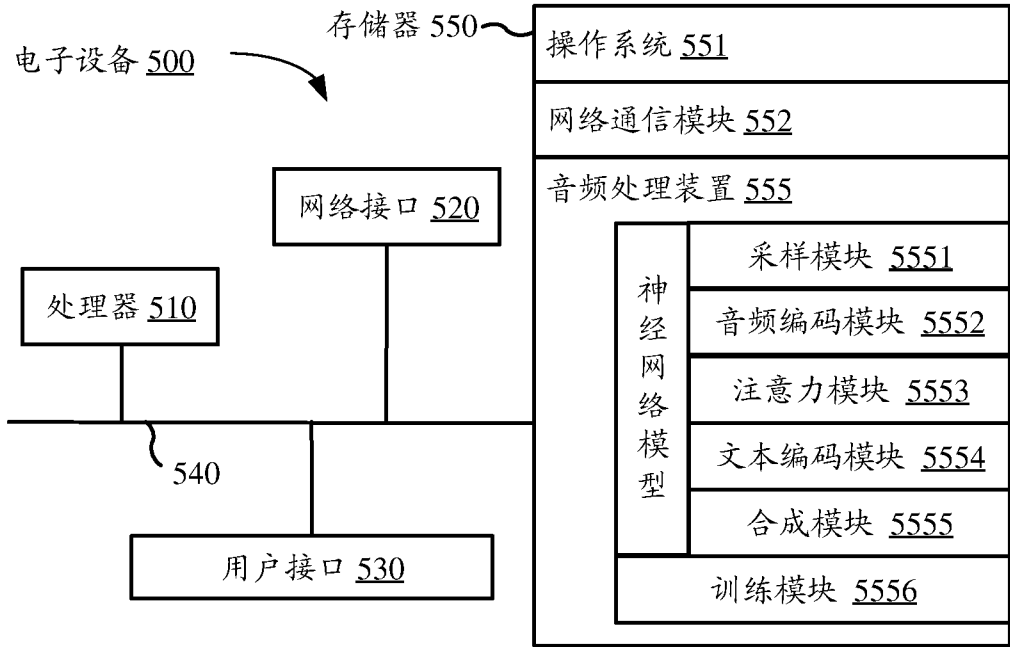 存储器 550
操作系统 551
电子设备 500
网络通信模块 552
音频处理装置 555
网络接口 520
神经网络模型
采样模块 5551
处理器 510
音频编码模块 5552
注意力模块 5553
文本编码模块 5554
540
合成模块 5555
用户接口 530
训练模块 5556